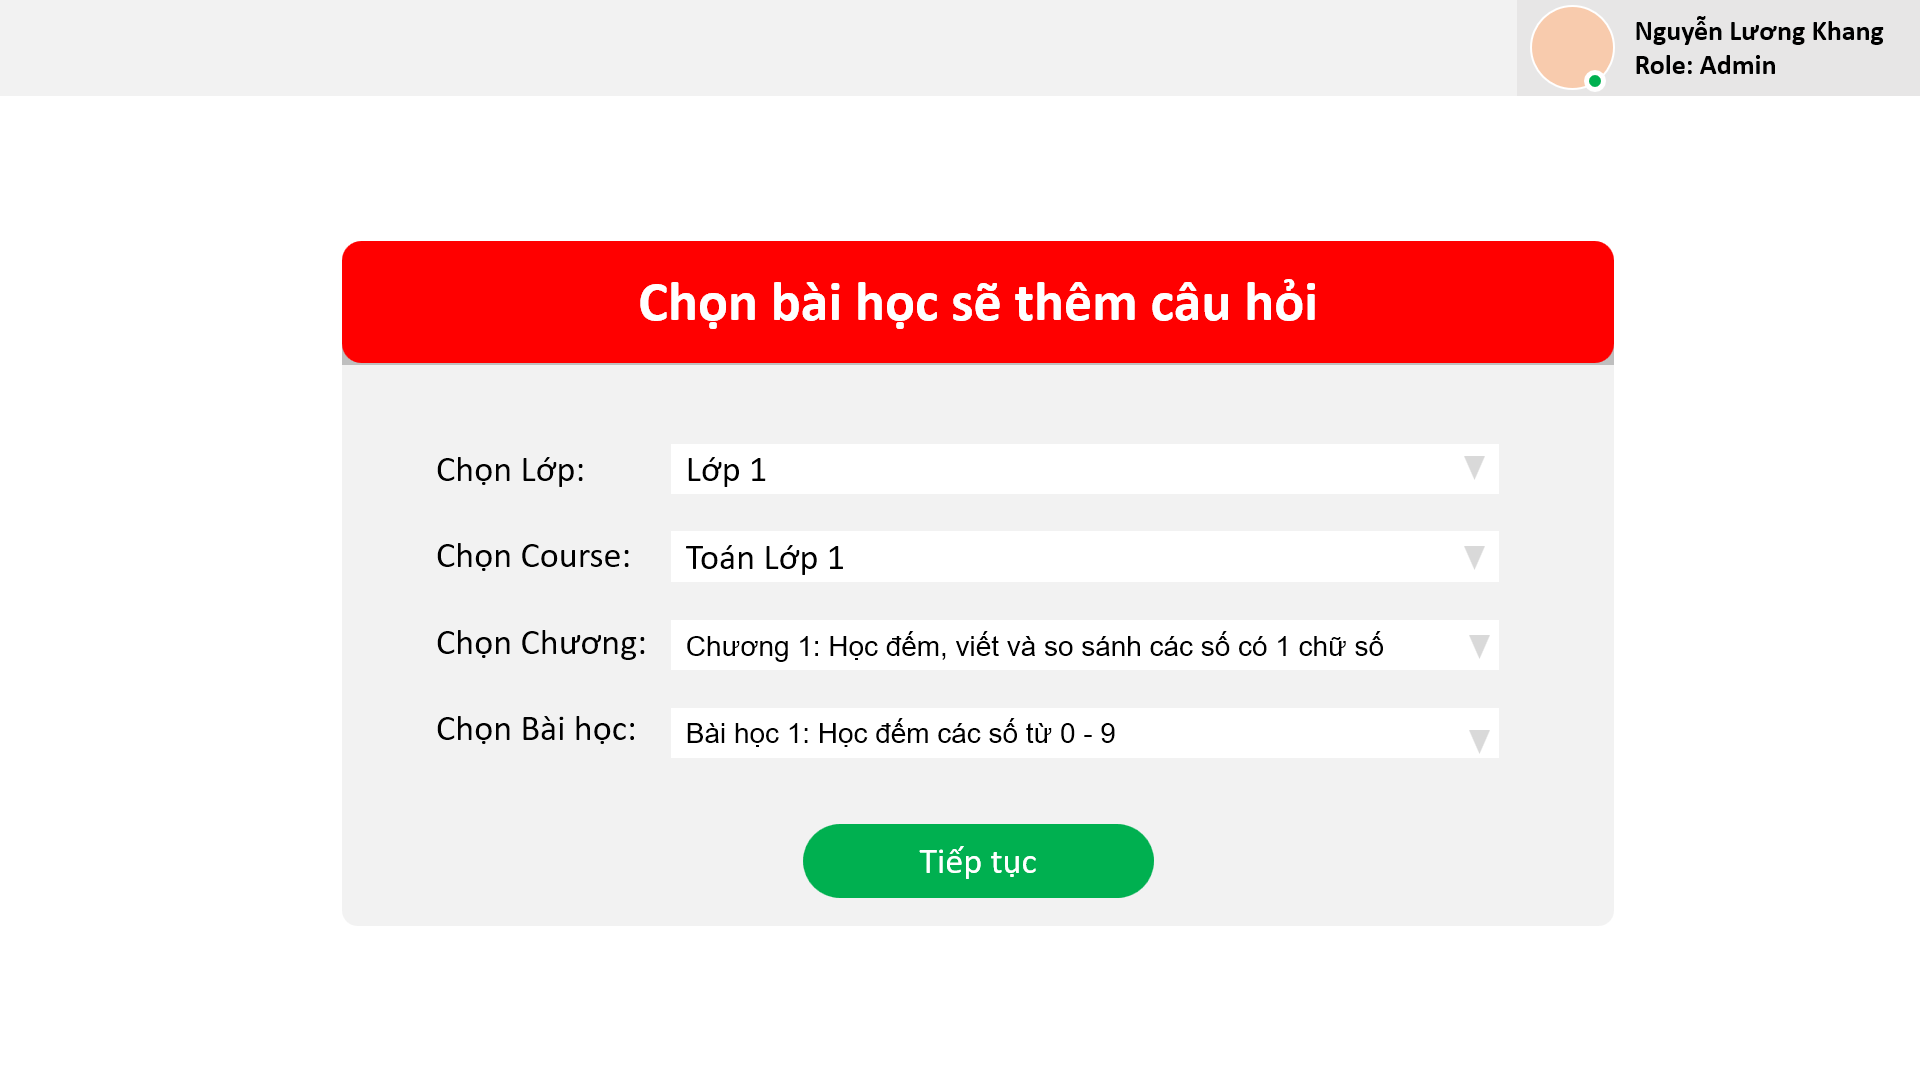 Nguyễn Lương Khang
Role: Admin
Chọn bài học sẽ thêm câu hỏi
Chọn Lớp: Lớp 1
Chọn Course: Toán Lớp 1
Chọn Chương: Chương 1: Học đếm, viết và so sánh các số có 1 chữ số
Chọn Bài học: Bài học 1: Học đếm các số từ 0 - 9
Tiếp tục